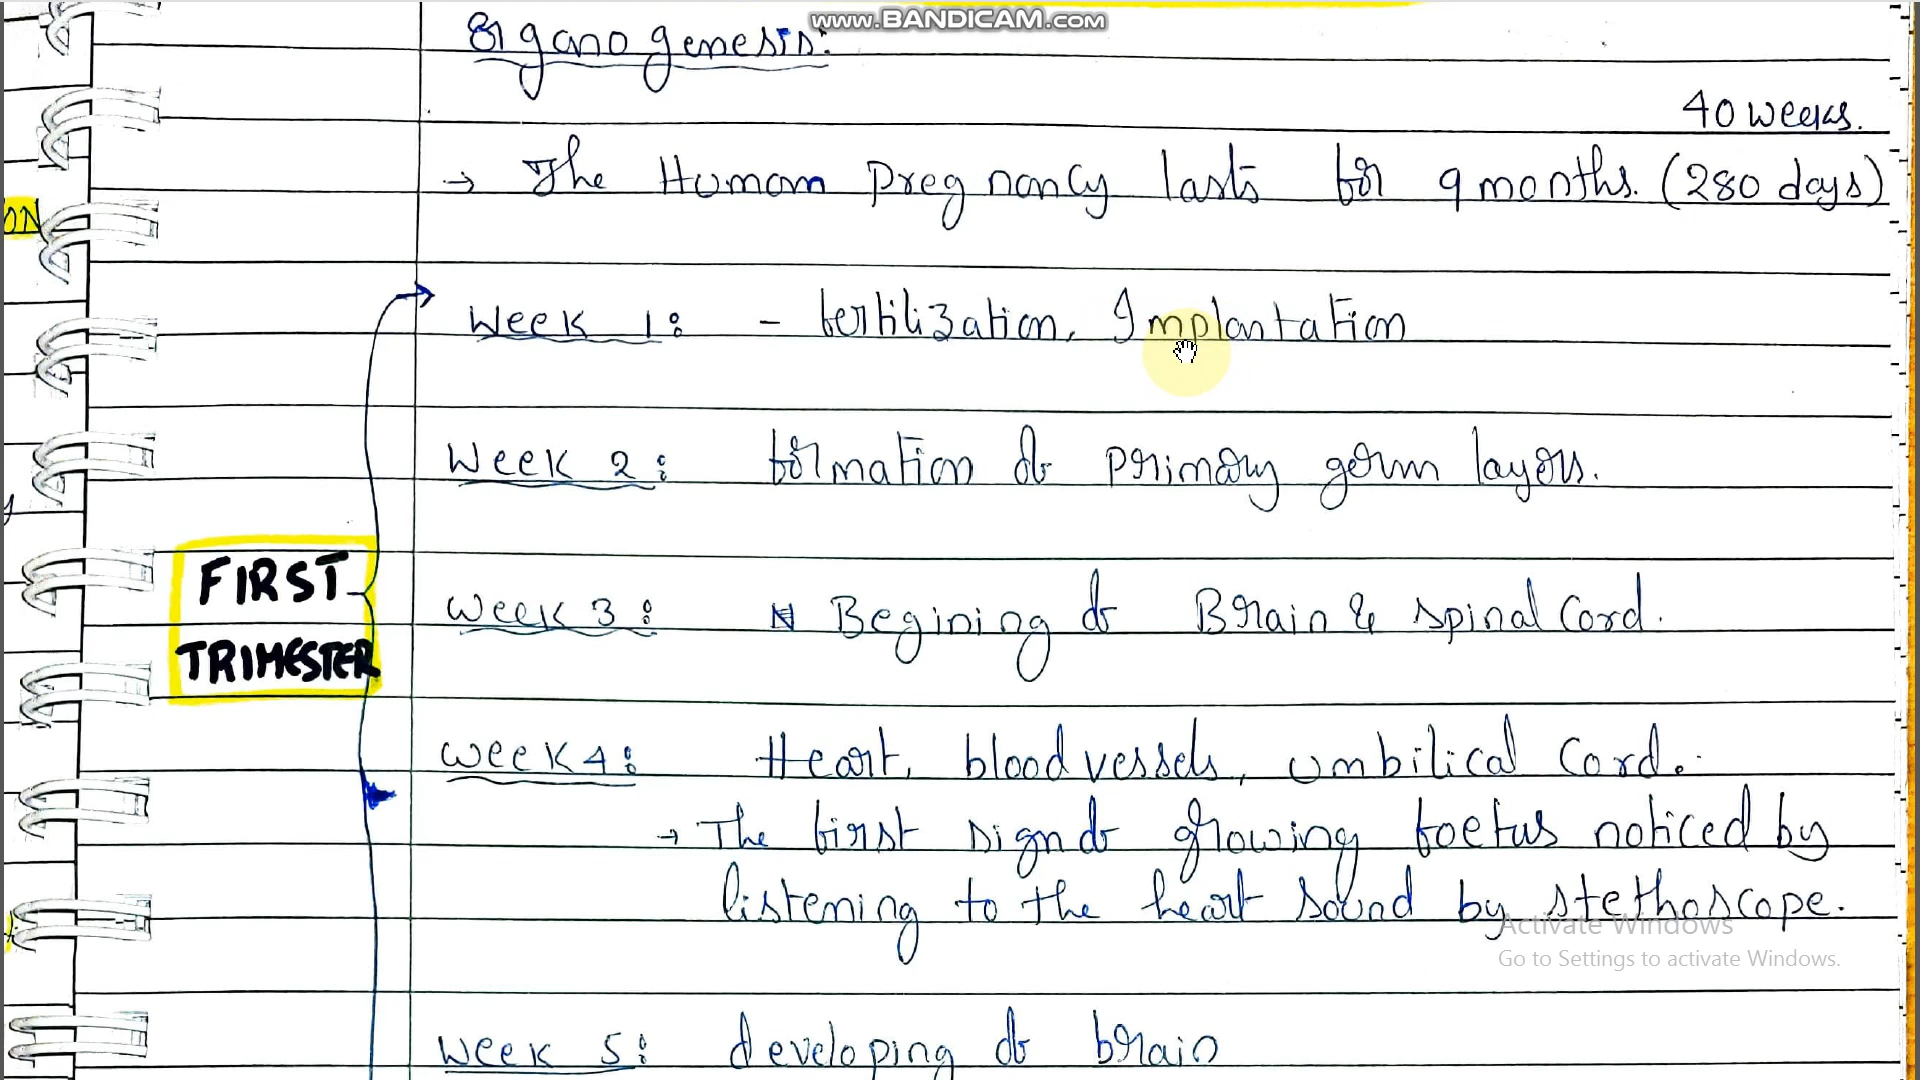 www.BANDICAM.com
Organogenesis:
40 weeks.
→ The Human Pregnancy lasts for 9 months. (280 days)
ON
Week 1: - fertilization, Implantation
Week 2: formation of primary germ layers.
FIRST
TRIMESTER
Week 3: Begining of Brain & spinal Cord.
Week 4: Heart, blood vessels, umbilical Cord.
→ The first sign of growing foetus noticed by
listening to the heart sound by stethoscope.
Activate Windows
Go to Settings to activate Windows.
Week 5: developing of brain